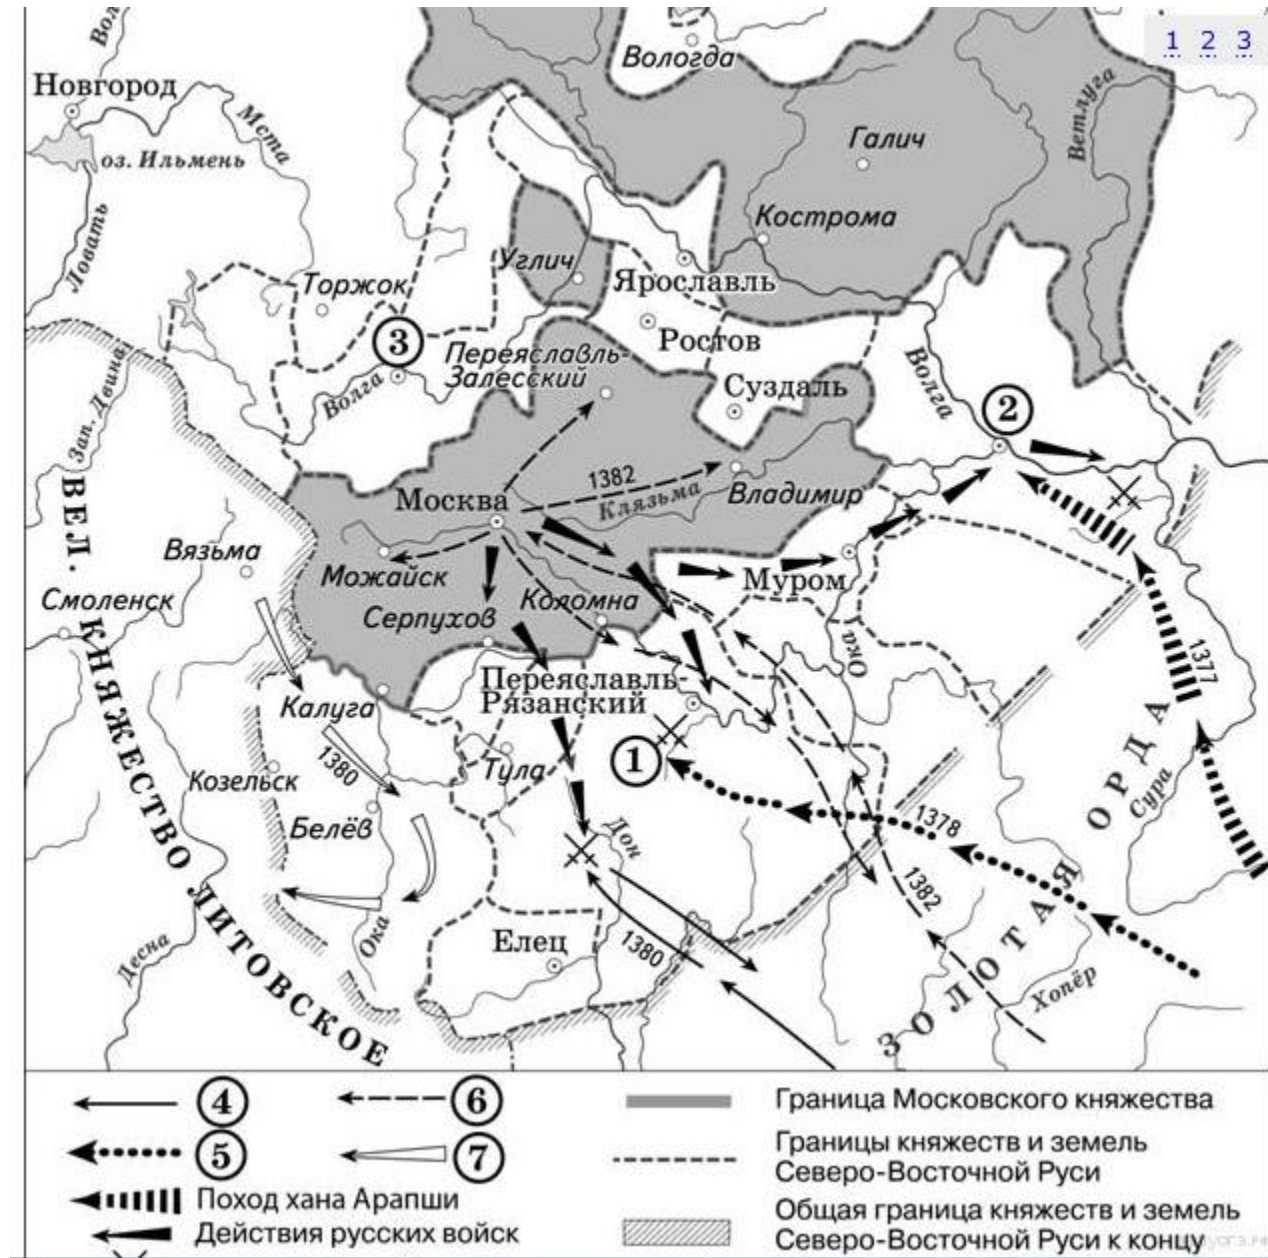 Вол
1 2 3
Вологда
Новгород
Мста
оз. Ильмень
Ловать
Галич
Ветлуга
Кострома
Углич
Ярославль
Торжок
3
Ростов
Переяславль-
Залесский
Волга
Суздаль
Волга
2
Зап. Двина
1382
Москва
Клязьма
Владимир
Вязьма
Можайск
Муром
Смоленск
Серпухов
Коломна
Ока
1377
Переяславль-
Рязанский
Калуга
1
1380
Козельск
Тула
Белёв
Дон
1378
Сура
1382
Елец
1380
Ока
Десна
Хопёр
ВЕЛ. КНЯЖЕСТВО ЛИТОВСКОЕ
ЗОЛОТАЯ ОРДА
4
6
Граница Московского княжества
5
7
Границы княжеств и земель
Северо-Восточной Руси
Поход хана Арапши
Действия русских войск
Общая граница княжеств и земель
Северо-Восточной Руси к концу